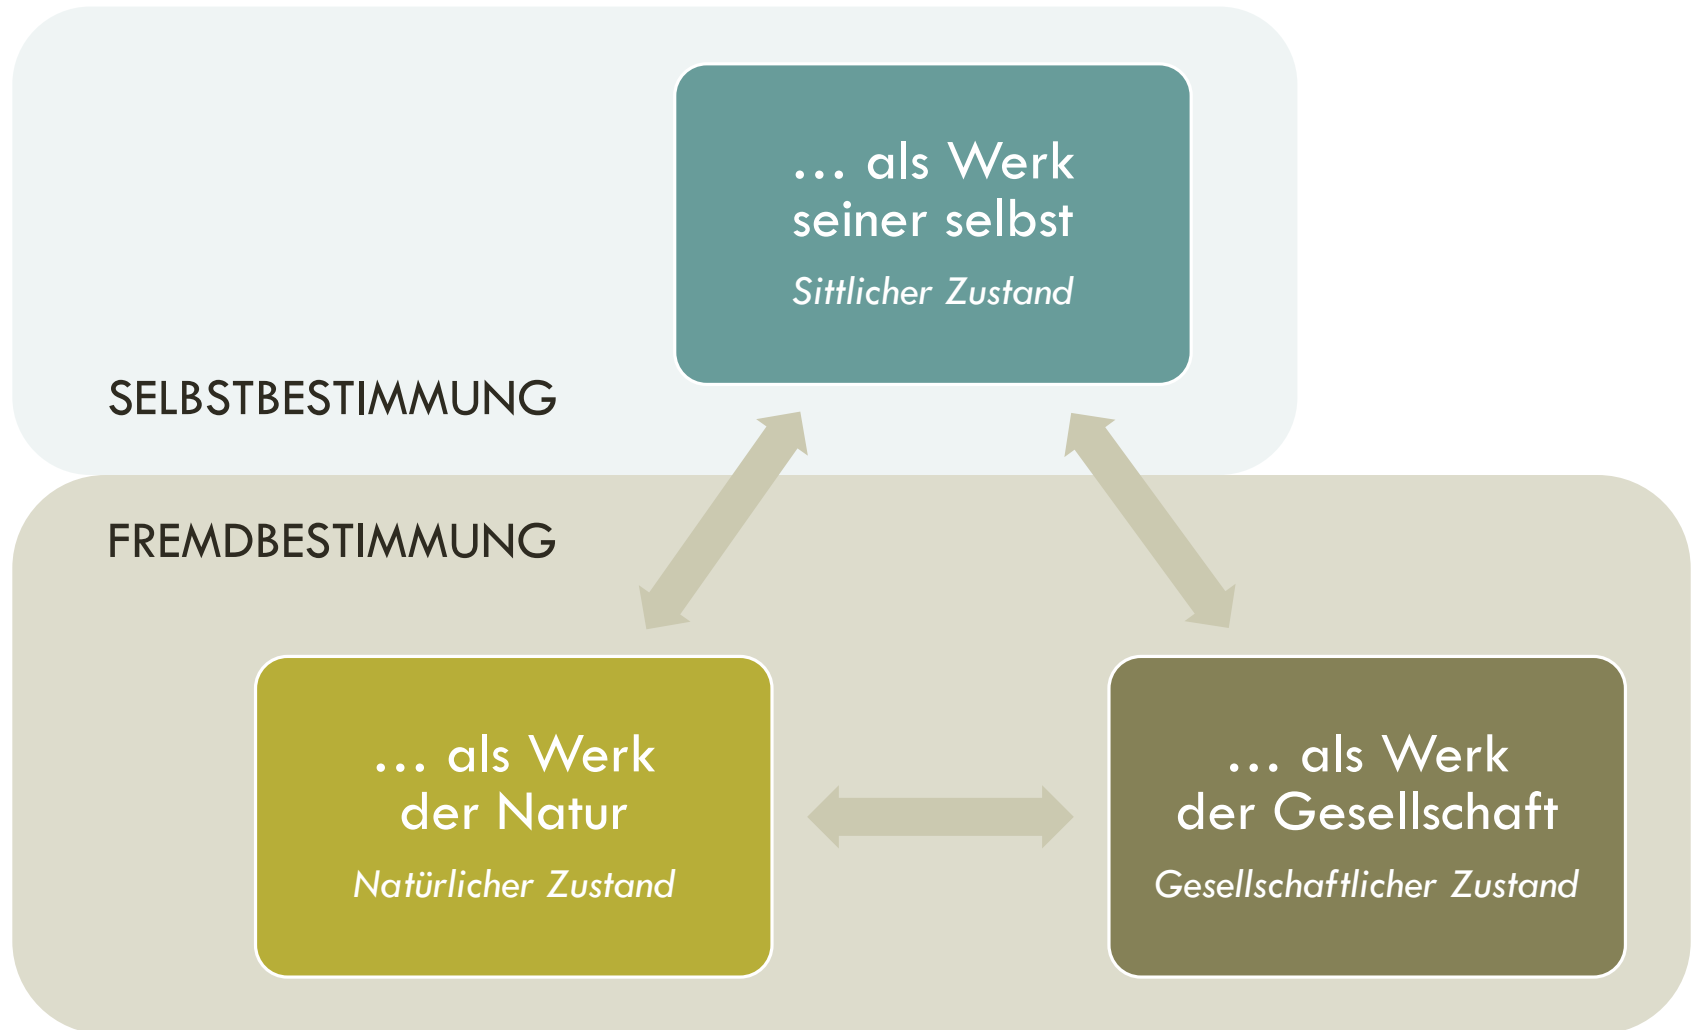 … als Werk
seiner selbst
Sittlicher Zustand
SELBSTBESTIMMUNG
FREMDBESTIMMUNG
… als Werk
der Natur
Natürlicher Zustand
… als Werk
der Gesellschaft
Gesellschaftlicher Zustand